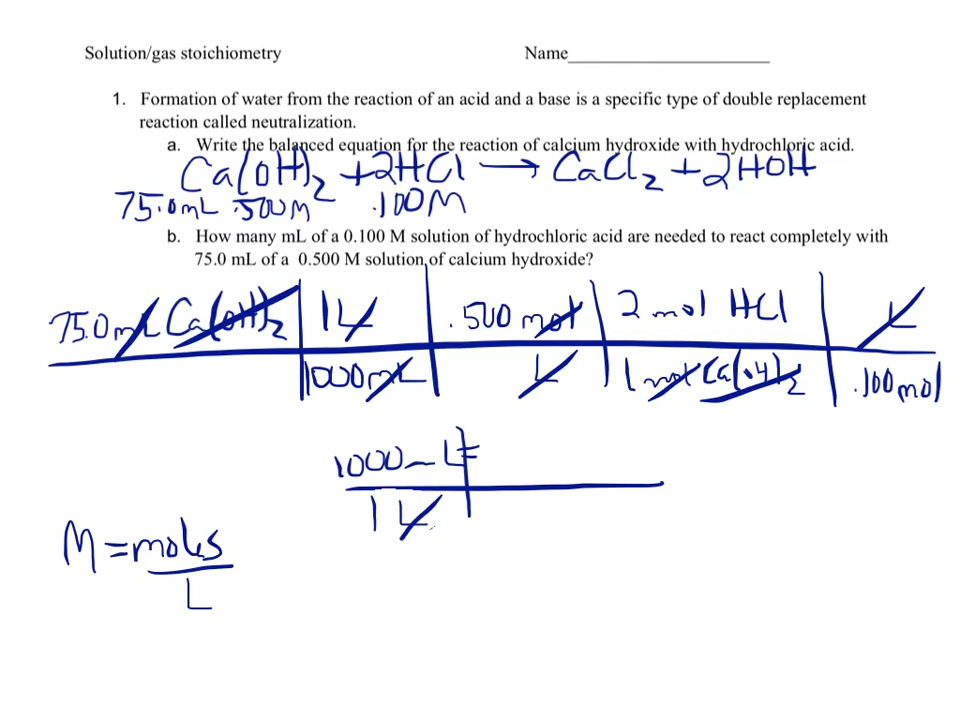 Solution/gas stoichiometry Name____________________
1. Formation of water from the reaction of an acid and a base is a specific type of double replacement
reaction called neutralization.
a. Write the balanced equation for the reaction of calcium hydroxide with hydrochloric acid.
Ca(OH)2 + 2HCl → CaCl2 + 2HOH
75.0mL .500M .100M
b. How many mL of a 0.100 M solution of hydrochloric acid are needed to react completely with
75.0 mL of a 0.500 M solution of calcium hydroxide?
75.0mL Ca(OH)2 | 1L | .500 mol | 2 mol HCl | L
1000mL | L | 1 mol Ca(OH)2 | .100mol
1000mL =
1L
M = moles
L